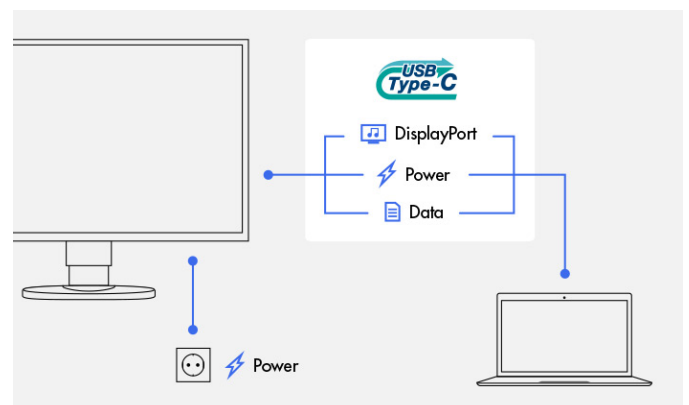 USB
Type-C
DisplayPort
Power
Data
Power